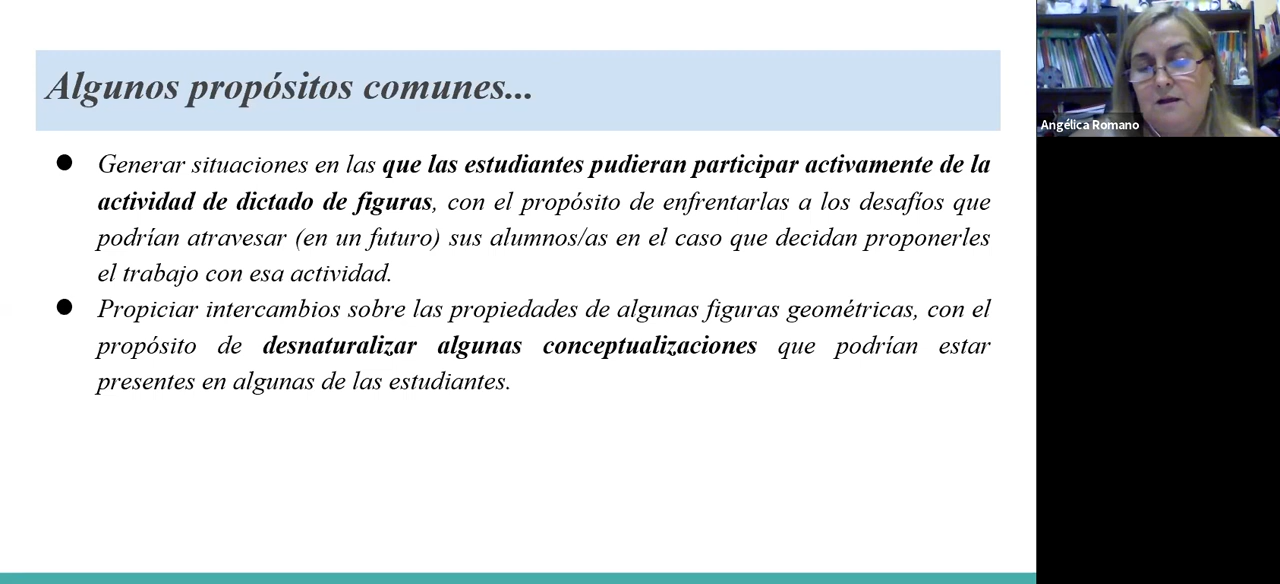 Algunos propósitos comunes...
● Generar situaciones en las que las estudiantes pudieran participar activamente de la
actividad de dictado de figuras, con el propósito de enfrentarlas a los desafíos que
podrían atravesar (en un futuro) sus alumnos/as en el caso que decidan proponerles
el trabajo con esa actividad.
● Propiciar intercambios sobre las propiedades de algunas figuras geométricas, con el
propósito de desnaturalizar algunas conceptualizaciones que podrían estar
presentes en algunas de las estudiantes.
Angélica Romano